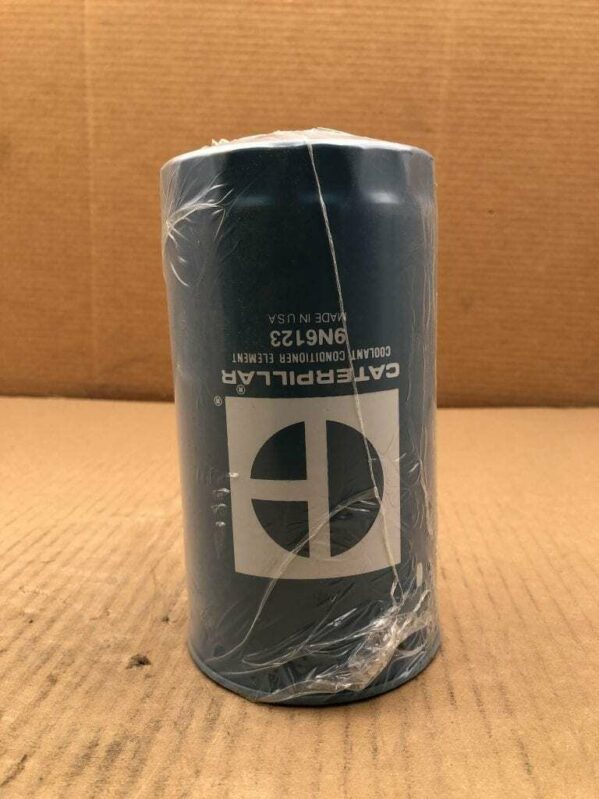 CATERPILLAR®
COOLANT CONDITIONER ELEMENT
9N6123
MADE IN USA
®